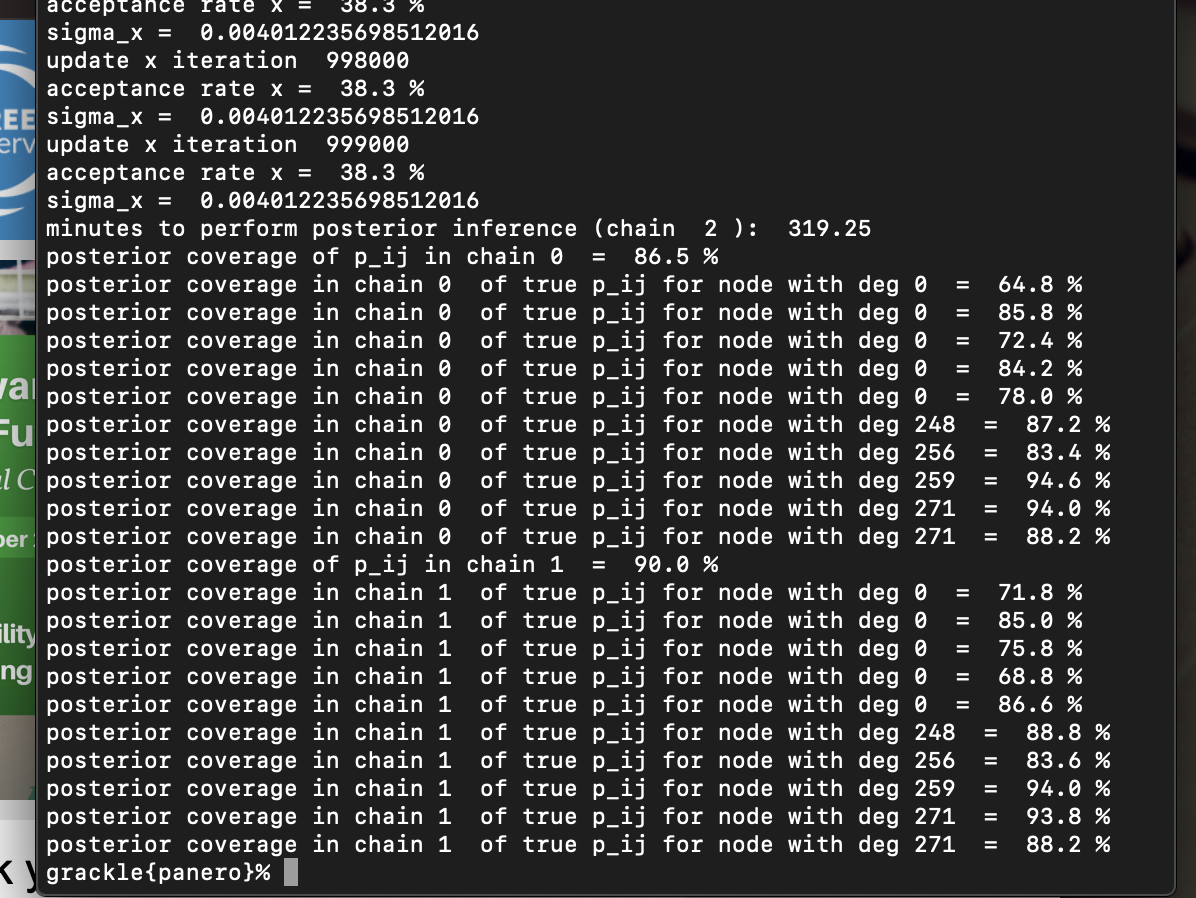 acceptance rate x =  38.3 %
sigma_x =  0.004012235698512016
update x iteration  998000
acceptance rate x =  38.3 %
sigma_x =  0.004012235698512016
update x iteration  999000
acceptance rate x =  38.3 %
sigma_x =  0.004012235698512016
minutes to perform posterior inference (chain  2 ):  319.25
posterior coverage of p_ij in chain 0  =  86.5 %
posterior coverage in chain 0  of true p_ij for node with deg 0  =  64.8 %
posterior coverage in chain 0  of true p_ij for node with deg 0  =  85.8 %
posterior coverage in chain 0  of true p_ij for node with deg 0  =  72.4 %
posterior coverage in chain 0  of true p_ij for node with deg 0  =  84.2 %
posterior coverage in chain 0  of true p_ij for node with deg 0  =  78.0 %
posterior coverage in chain 0  of true p_ij for node with deg 248  =  87.2 %
posterior coverage in chain 0  of true p_ij for node with deg 256  =  83.4 %
posterior coverage in chain 0  of true p_ij for node with deg 259  =  94.6 %
posterior coverage in chain 0  of true p_ij for node with deg 271  =  94.0 %
posterior coverage in chain 0  of true p_ij for node with deg 271  =  88.2 %
posterior coverage of p_ij in chain 1  =  90.0 %
posterior coverage in chain 1  of true p_ij for node with deg 0  =  71.8 %
posterior coverage in chain 1  of true p_ij for node with deg 0  =  85.0 %
posterior coverage in chain 1  of true p_ij for node with deg 0  =  75.8 %
posterior coverage in chain 1  of true p_ij for node with deg 0  =  68.8 %
posterior coverage in chain 1  of true p_ij for node with deg 0  =  86.6 %
posterior coverage in chain 1  of true p_ij for node with deg 248  =  88.8 %
posterior coverage in chain 1  of true p_ij for node with deg 256  =  83.6 %
posterior coverage in chain 1  of true p_ij for node with deg 259  =  94.0 %
posterior coverage in chain 1  of true p_ij for node with deg 271  =  93.8 %
posterior coverage in chain 1  of true p_ij for node with deg 271  =  88.2 %
grackle{panero}%